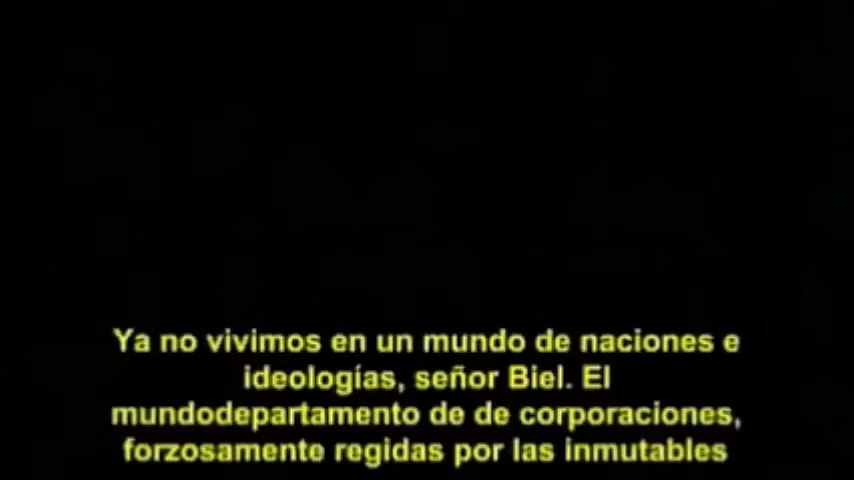 Ya no vivimos en un mundo de naciones e
ideologías, señor Biel. El
mundodepartamento de de corporaciones,
forzosamente regidas por las inmutables